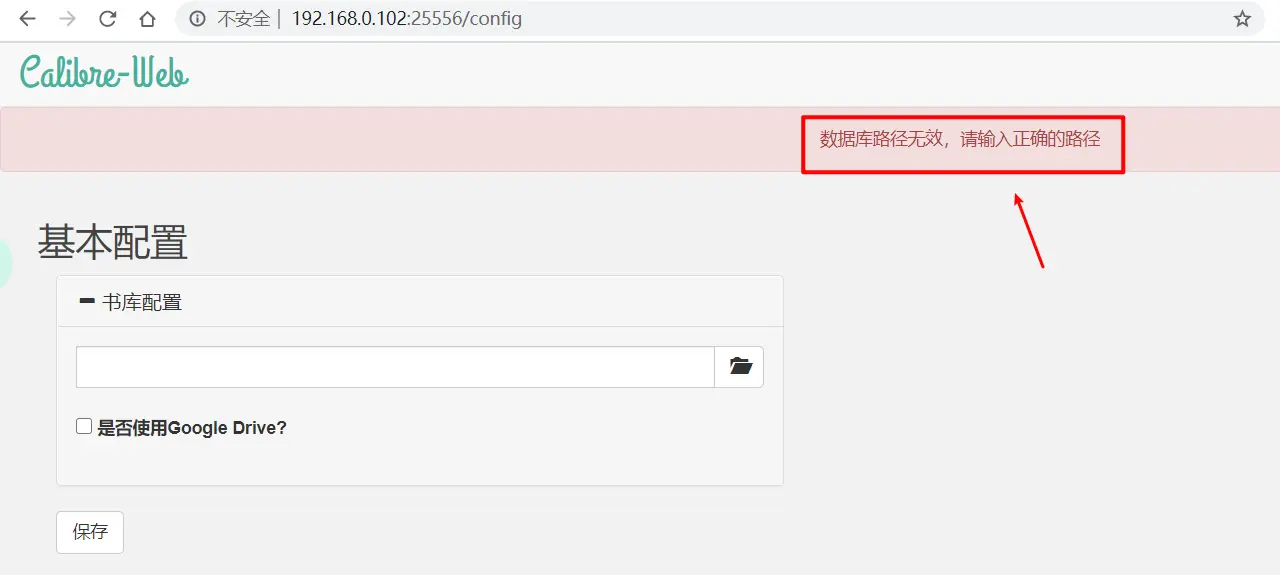 不安全 | 192.168.0.102:25556/config
Calibre-Web
数据库路径无效，请输入正确的路径
基本配置
书库配置
是否使用Google Drive?
保存